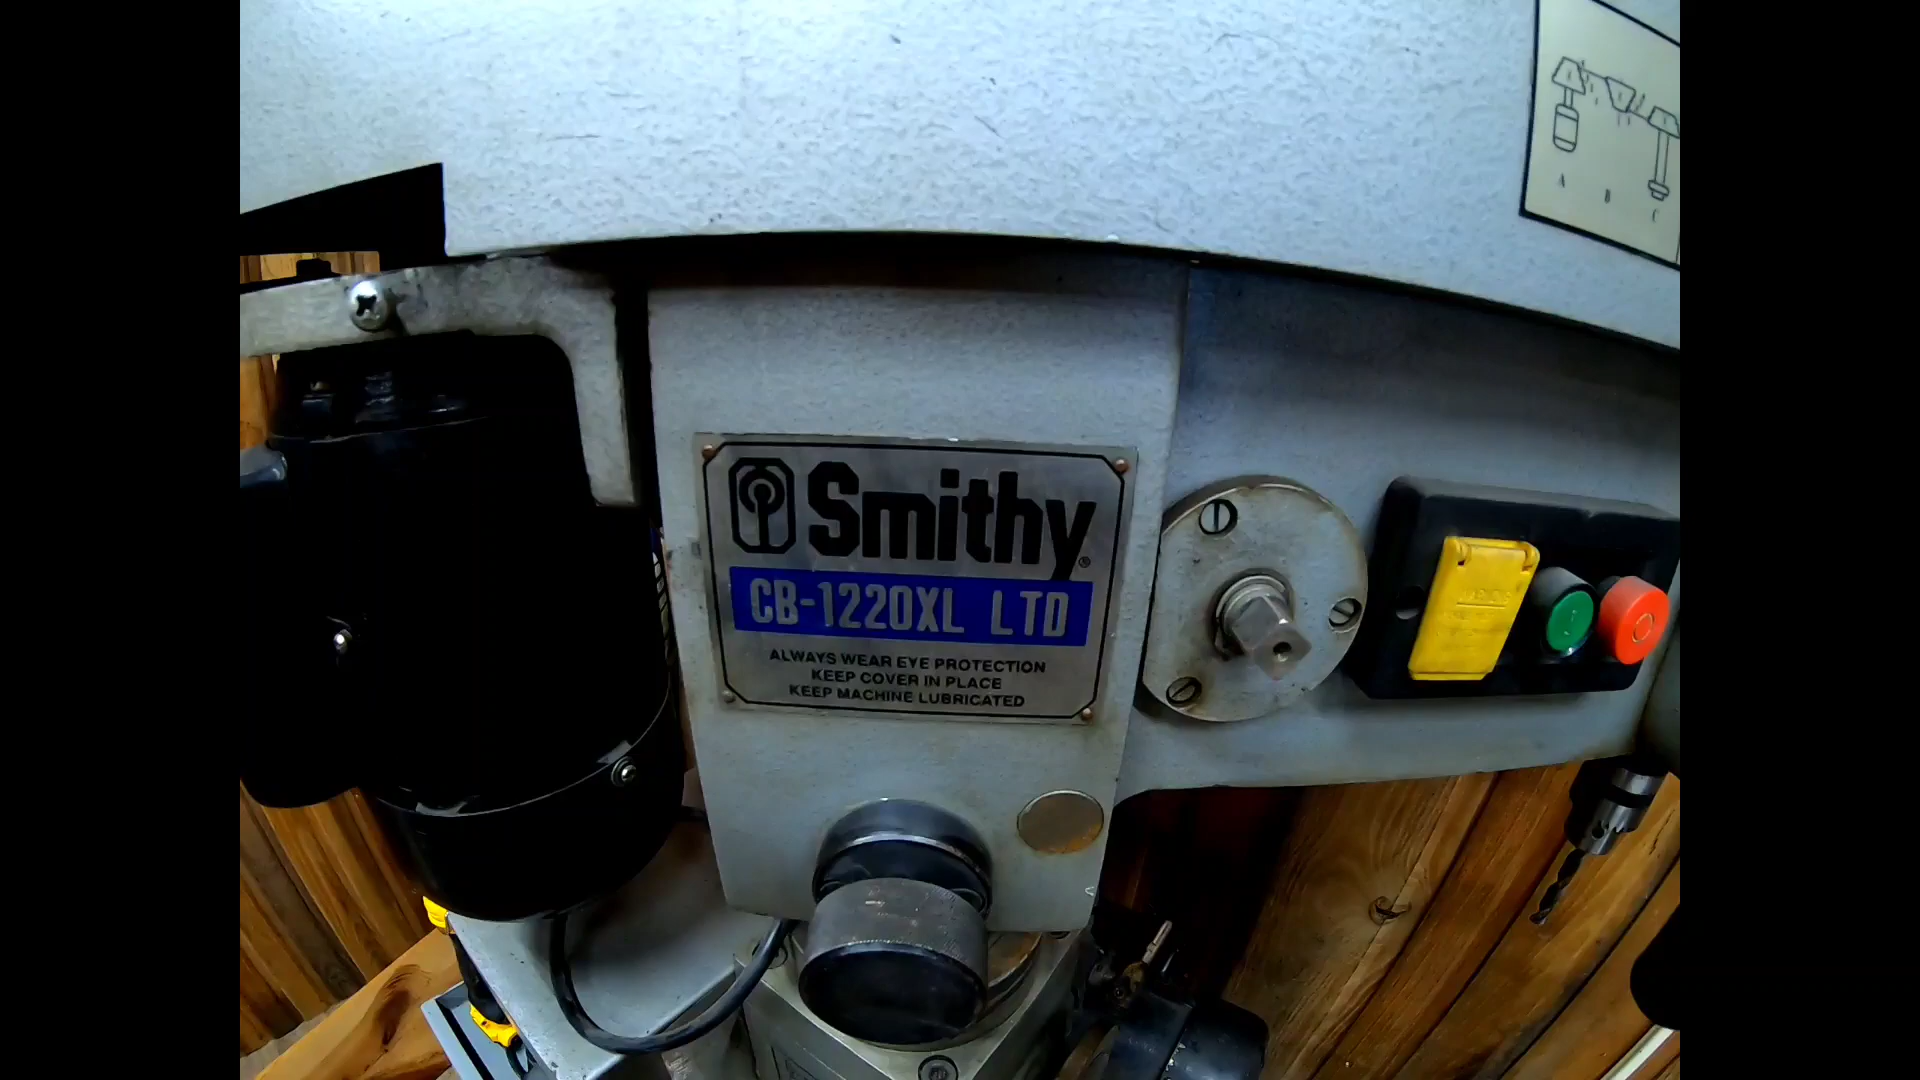 Smithy®
CB-1220XL LTD
ALWAYS WEAR EYE PROTECTION
KEEP COVER IN PLACE
KEEP MACHINE LUBRICATED
A B C